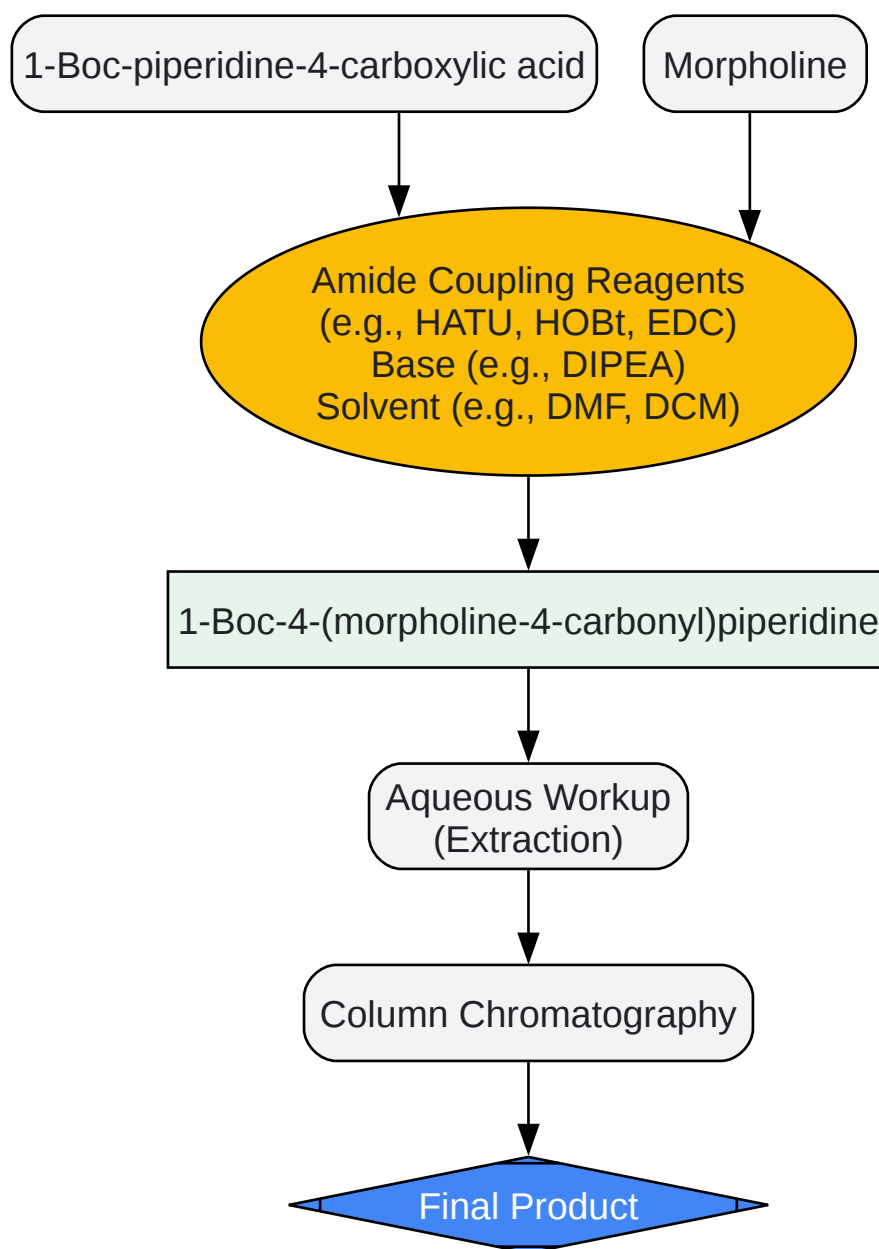 1-Boc-piperidine-4-carboxylic acid
Morpholine
Amide Coupling Reagents
(e.g., HATU, HOBt, EDC)
Base (e.g., DIPEA)
Solvent (e.g., DMF, DCM)
1-Boc-4-(morpholine-4-carbonyl)piperidine
Aqueous Workup
(Extraction)
Column Chromatography
Final Product